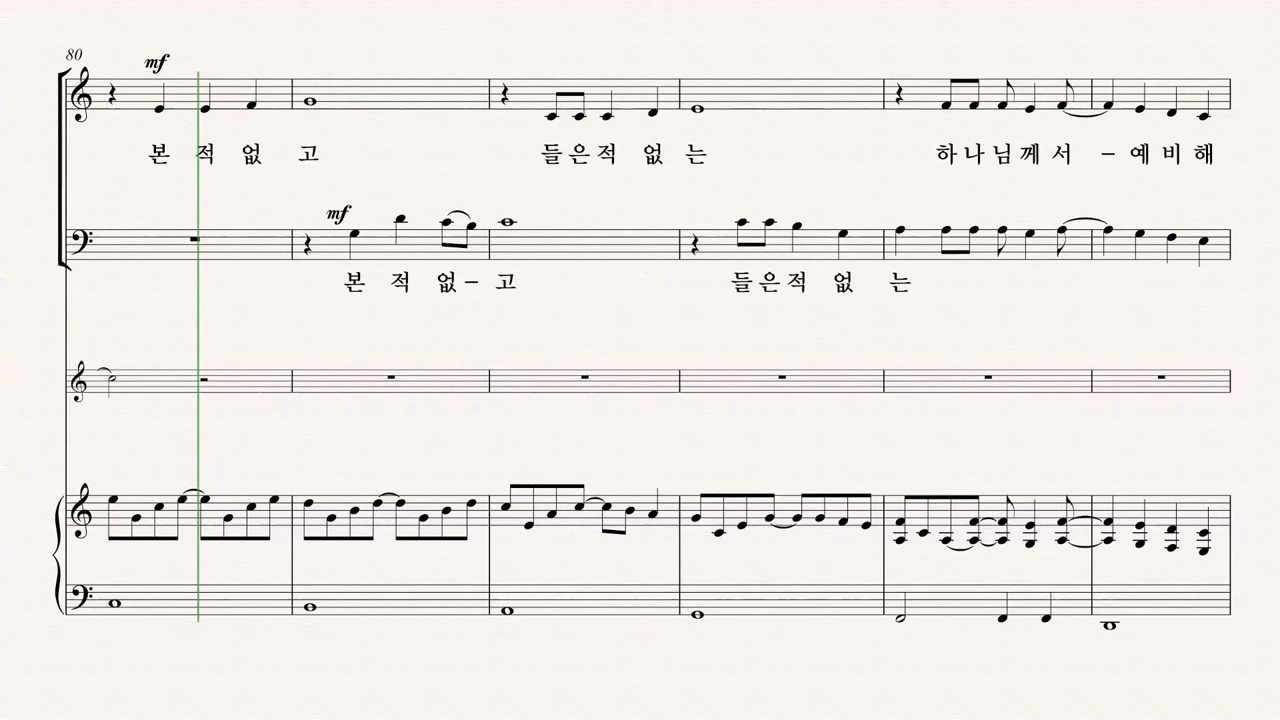 80
mf
본 적 없 고 들 은 적 없 는 하 나 님 께 서 – 예 비 해
mf
본 적 없 – 고 들 은 적 없 는